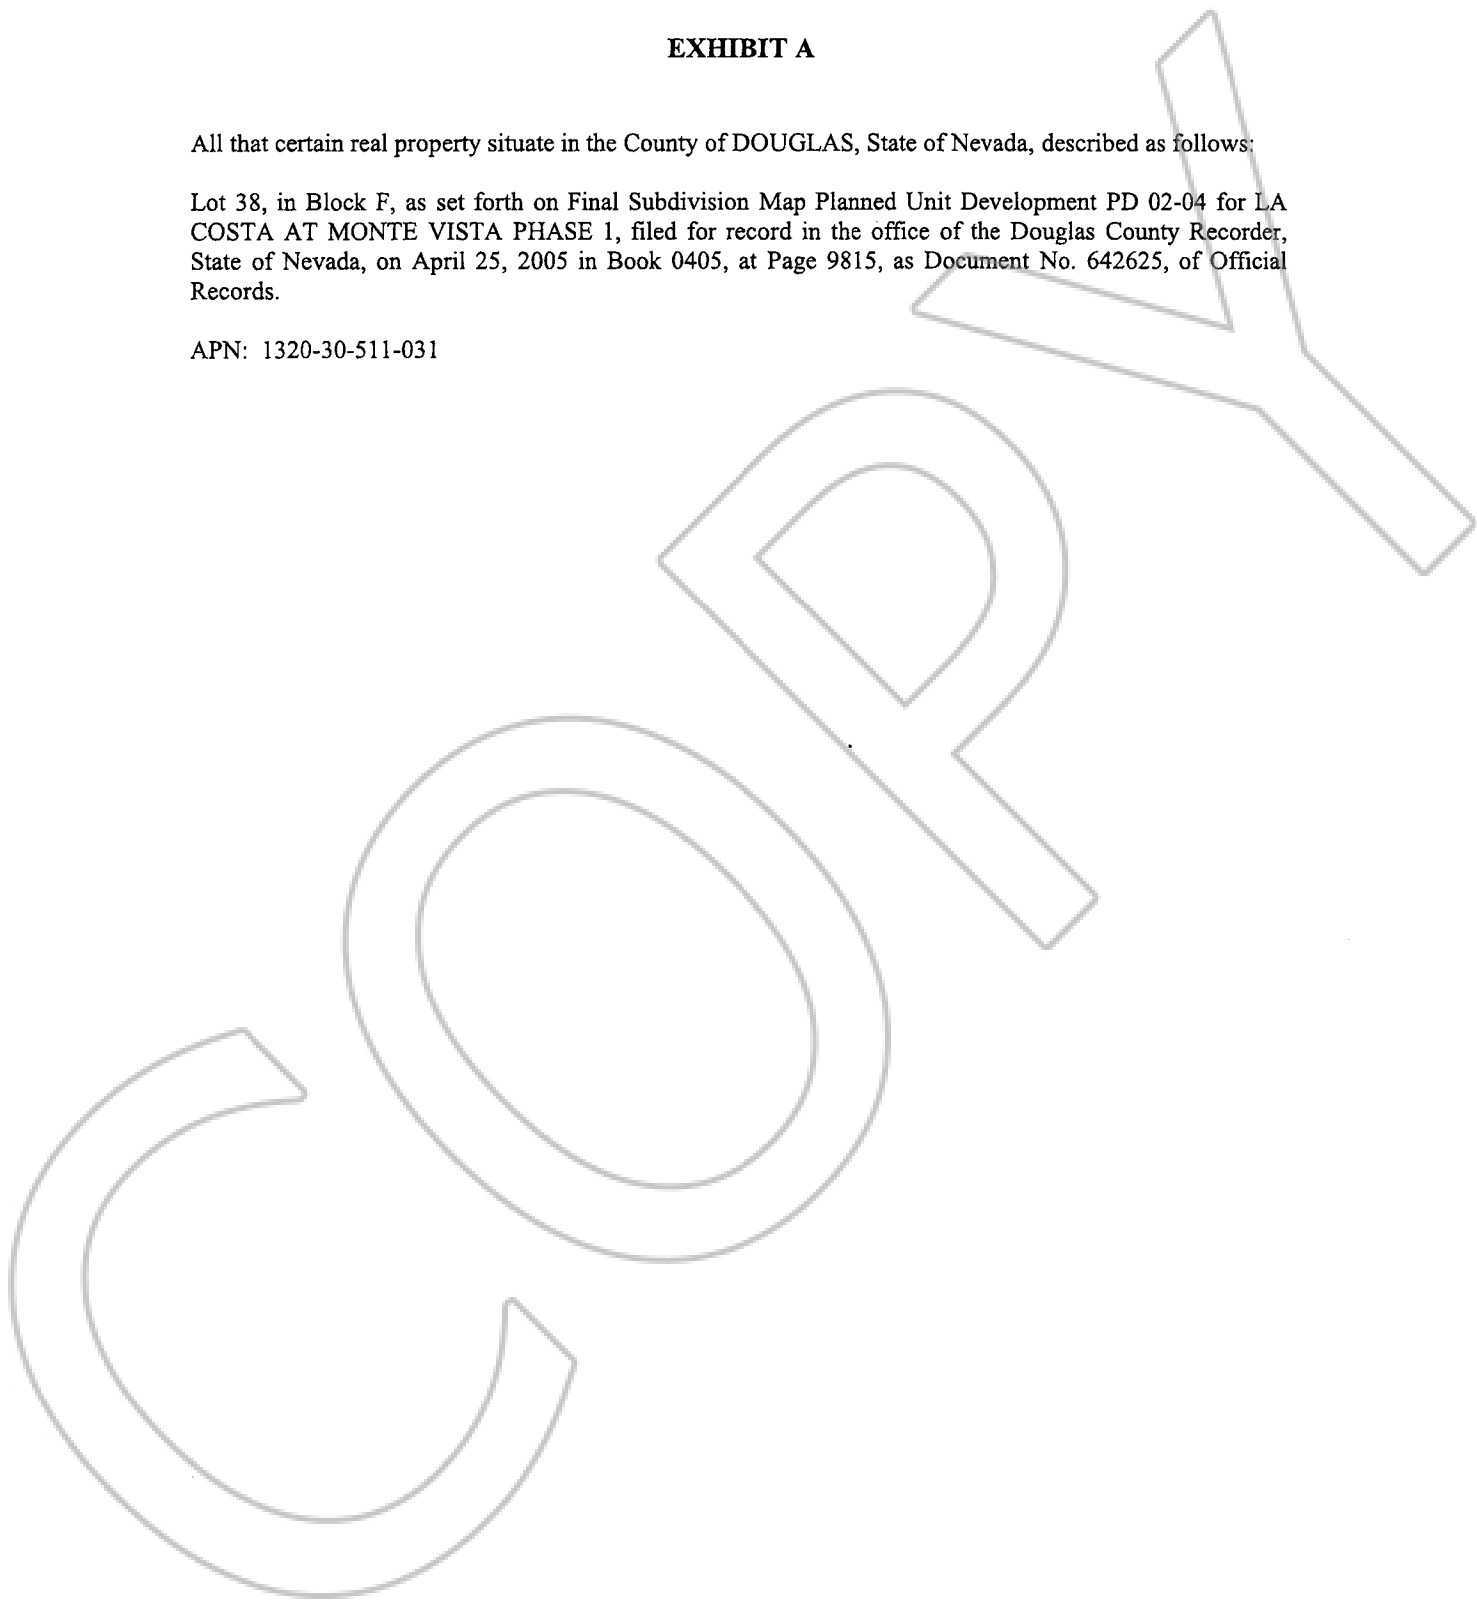 EXHIBIT A
All that certain real property situate in the County of DOUGLAS, State of Nevada, described as follows:
Lot 38, in Block F, as set forth on Final Subdivision Map Planned Unit Development PD 02-04 for LA
COSTA AT MONTE VISTA PHASE 1, filed for record in the office of the Douglas County Recorder,
State of Nevada, on April 25, 2005 in Book 0405, at Page 9815, as Document No. 642625, of Official
Records.
APN: 1320-30-511-031
COPY